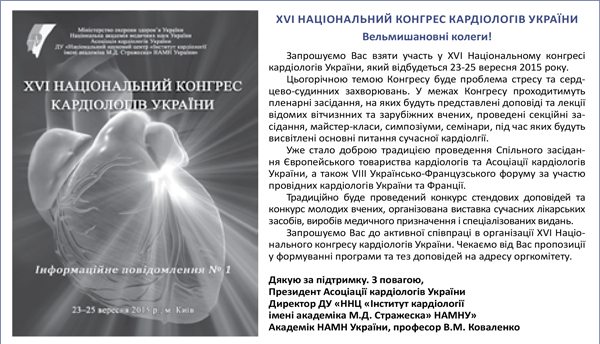 Міністерство охорони здоров'я України
Національна академія медичних наук України
Асоціація кардіологів України
ДУ «Національний науковий центр «Інститут кардіології
імені академіка М.Д. Стражеска» НАМН України»
XVI НАЦІОНАЛЬНИЙ КОНГРЕС
КАРДІОЛОГІВ УКРАЇНИ
Інформаційне повідомлення № 1
23–25 вересня 2015 р. / м. Київ
XVI НАЦІОНАЛЬНИЙ КОНГРЕС КАРДІОЛОГІВ УКРАЇНИ
Вельмишановні колеги!
Запрошуємо Вас взяти участь у XVI Національному конгресі
кардіологів України, який відбудеться 23-25 вересня 2015 року.
Цьогорічною темою Конгресу буде проблема стресу та серд-
цево-судинних захворювань. У межах Конгресу проходитимуть
пленарні засідання, на яких будуть представлені доповіді та лекції
відомих вітчизняних та зарубіжних вчених, проведені секційні за-
сідання, майстер-класи, симпозіуми, семінари, під час яких будуть
висвітлені основні питання сучасної кардіолгії.
Уже стало доброю традицією проведення Спільного засідан-
ня Європейського товариства кардіологів та Асоціації кардіологів
України, а також VIII Українсько-Французського форуму за участю
провідних кардіологів України та Франції.
Традиційно буде проведений конкурс стендових доповідей та
конкурс молодих вчених, організована виставка сучасних лікарських
засобів, виробів медичного призначення і спеціалізованих видань.
Запрошуємо Вас до активної співпраці в організації XVI Націо-
нального конгресу кардіологів України. Чекаємо від Вас пропозиції
у формуванні програми та тез доповідей на адресу оргкомітету.
Дякую за підтримку. З повагою,
Президент Асоціації кардіологів України
Директор ДУ «ННЦ «Інститут кардіології
імені академіка М.Д. Стражеска» НАМНУ»
Академік НАМН України, професор В.М. Коваленко